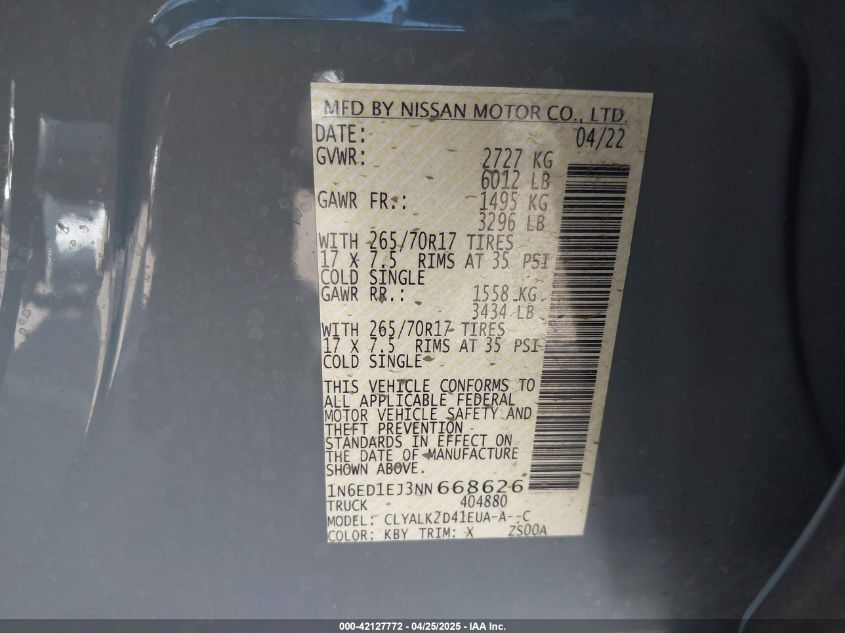 MFD BY NISSAN MOTOR CO., LTD.
DATE: 04/22
GVWR: 2727 KG
6012 LB
GAWR FR.: 1495 KG
3296 LB
WITH 265/70R17 TIRES
17 X 7.5 RIMS AT 35 PSI
COLD SINGLE
GAWR RR.: 1558 KG
3434 LB
WITH 265/70R17 TIRES
17 X 7.5 RIMS AT 35 PSI
COLD SINGLE
THIS VEHICLE CONFORMS TO
ALL APPLICABLE FEDERAL
MOTOR VEHICLE SAFETY AND
THEFT PREVENTION
STANDARDS IN EFFECT ON
THE DATE OF MANUFACTURE
SHOWN ABOVE.
1N6ED1EJ3NN668626
TRUCK 404880
MODEL: CLYALKZD41EUA-A--C
COLOR: KBY TRIM: X ZS00A
000-42127772 / 04/25/2025 - IAA Inc.